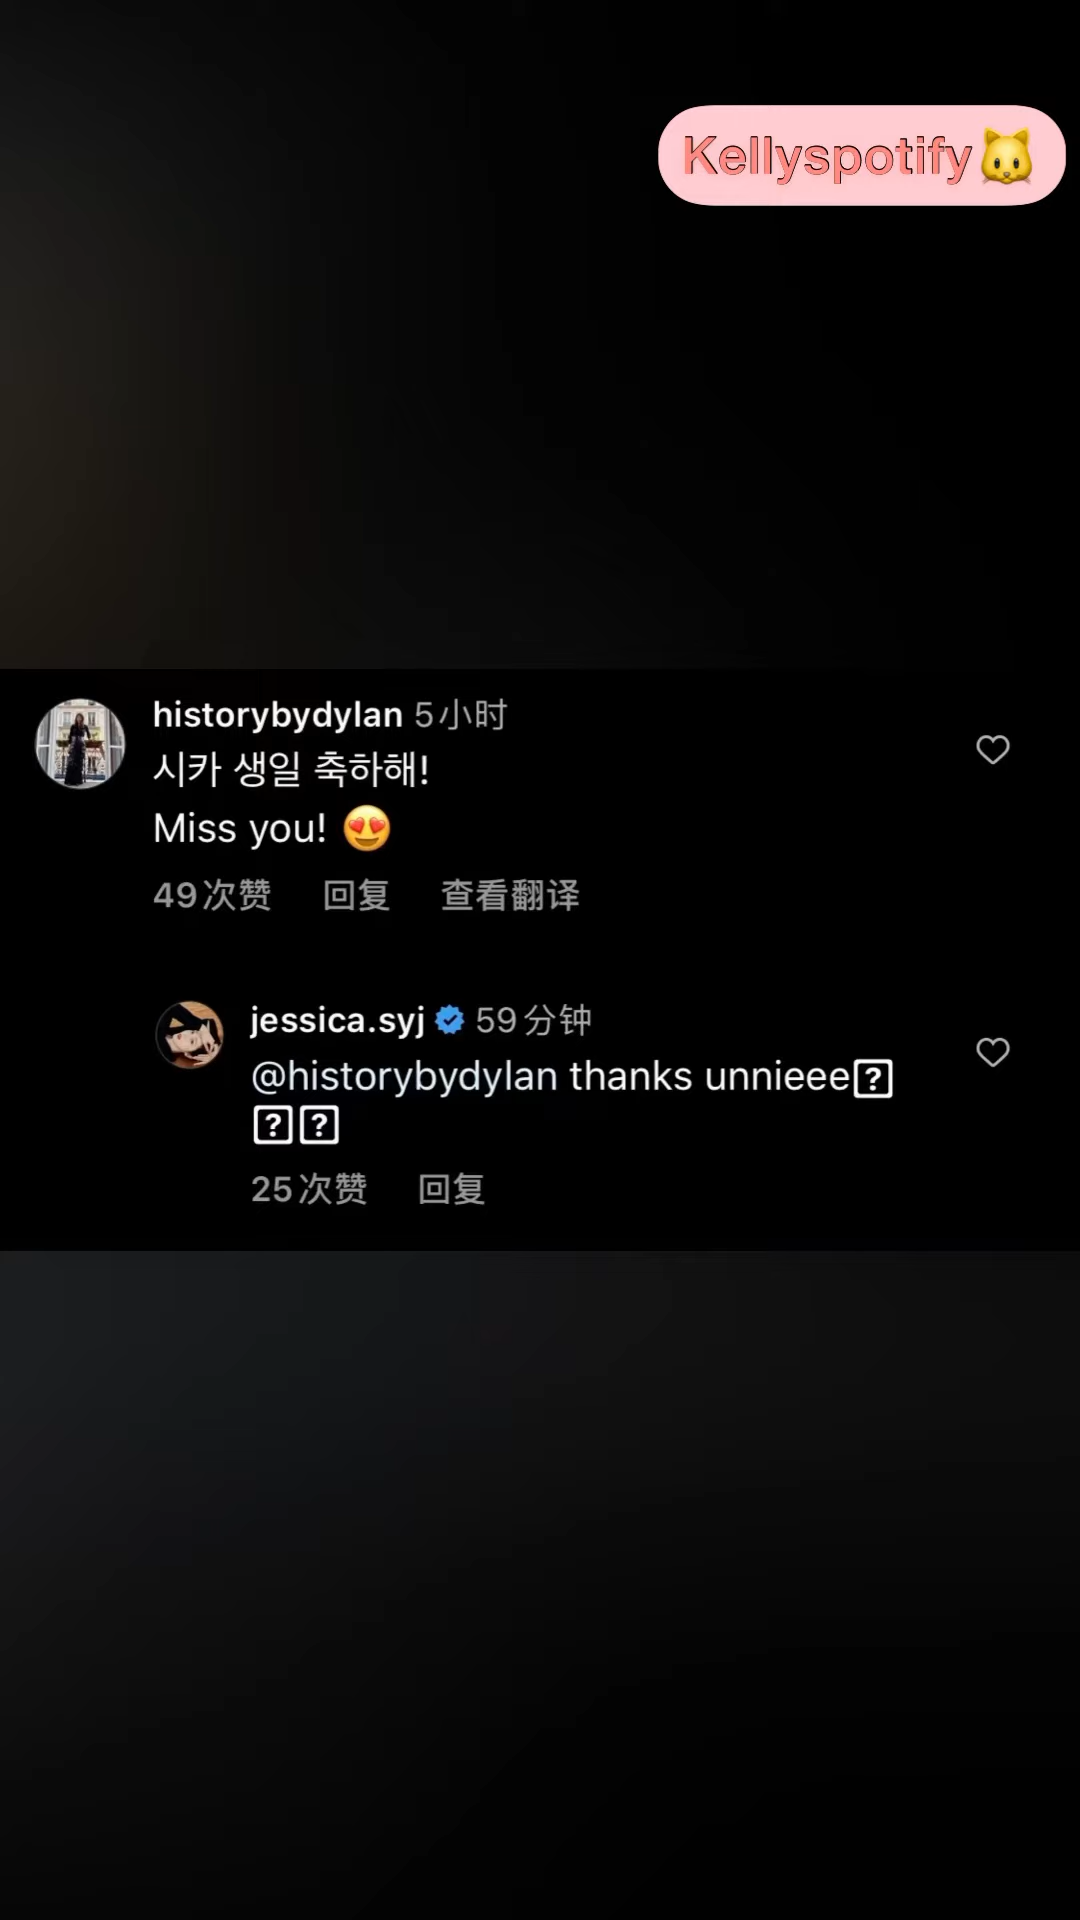 Kellyspotify🐱
historybydylan 5小时
시카 생일 축하해!
Miss you! 😍
49次赞 回复 查看翻译
jessica.syj 59分钟
@historybydylan thanks unnieee⍰
⍰⍰
25次赞 回复